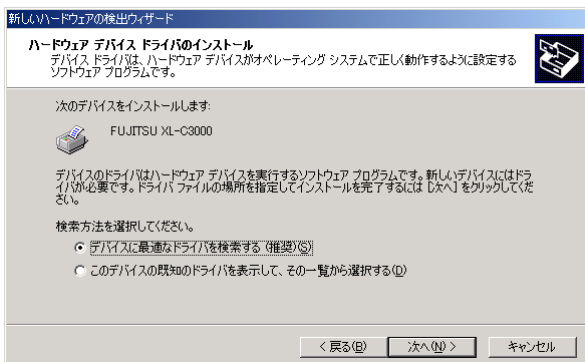 新しいハードウェアの検出ウィザード
ハードウェア デバイス ドライバのインストール
デバイス ドライバは、ハードウェア デバイスがオペレーティング システムで正しく動作するように設定する
ソフトウェア プログラムです。
次のデバイスをインストールします:
FUJITSU XL-C3000
デバイスのドライバはハードウェア デバイスを実行するソフトウェア プログラムです。新しいデバイスにはドラ
イバが必要です。ドライバ ファイルの場所を指定してインストールを完了するには [次へ] をクリックしてくだ
さい。
検索方法を選択してください。
デバイスに最適なドライバを検索する (推奨)(S)
このデバイスの既知のドライバを表示して、その一覧から選択する(D)
< 戻る(B)
次へ(N) >
キャンセル